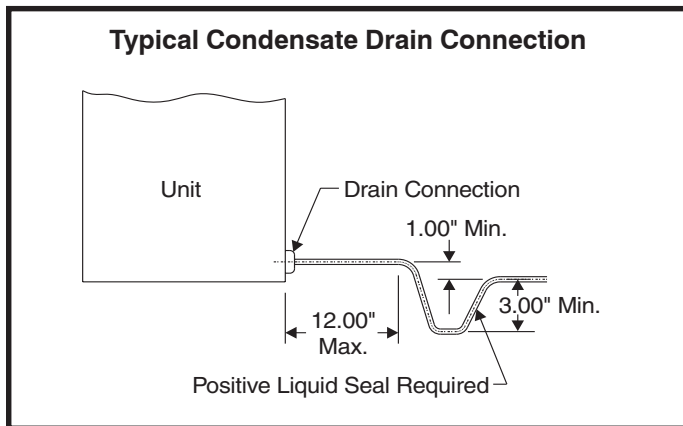 Typical Condensate Drain Connection
Unit
Drain Connection
1.00" Min.
3.00" Min.
12.00"
Max.
Positive Liquid Seal Required